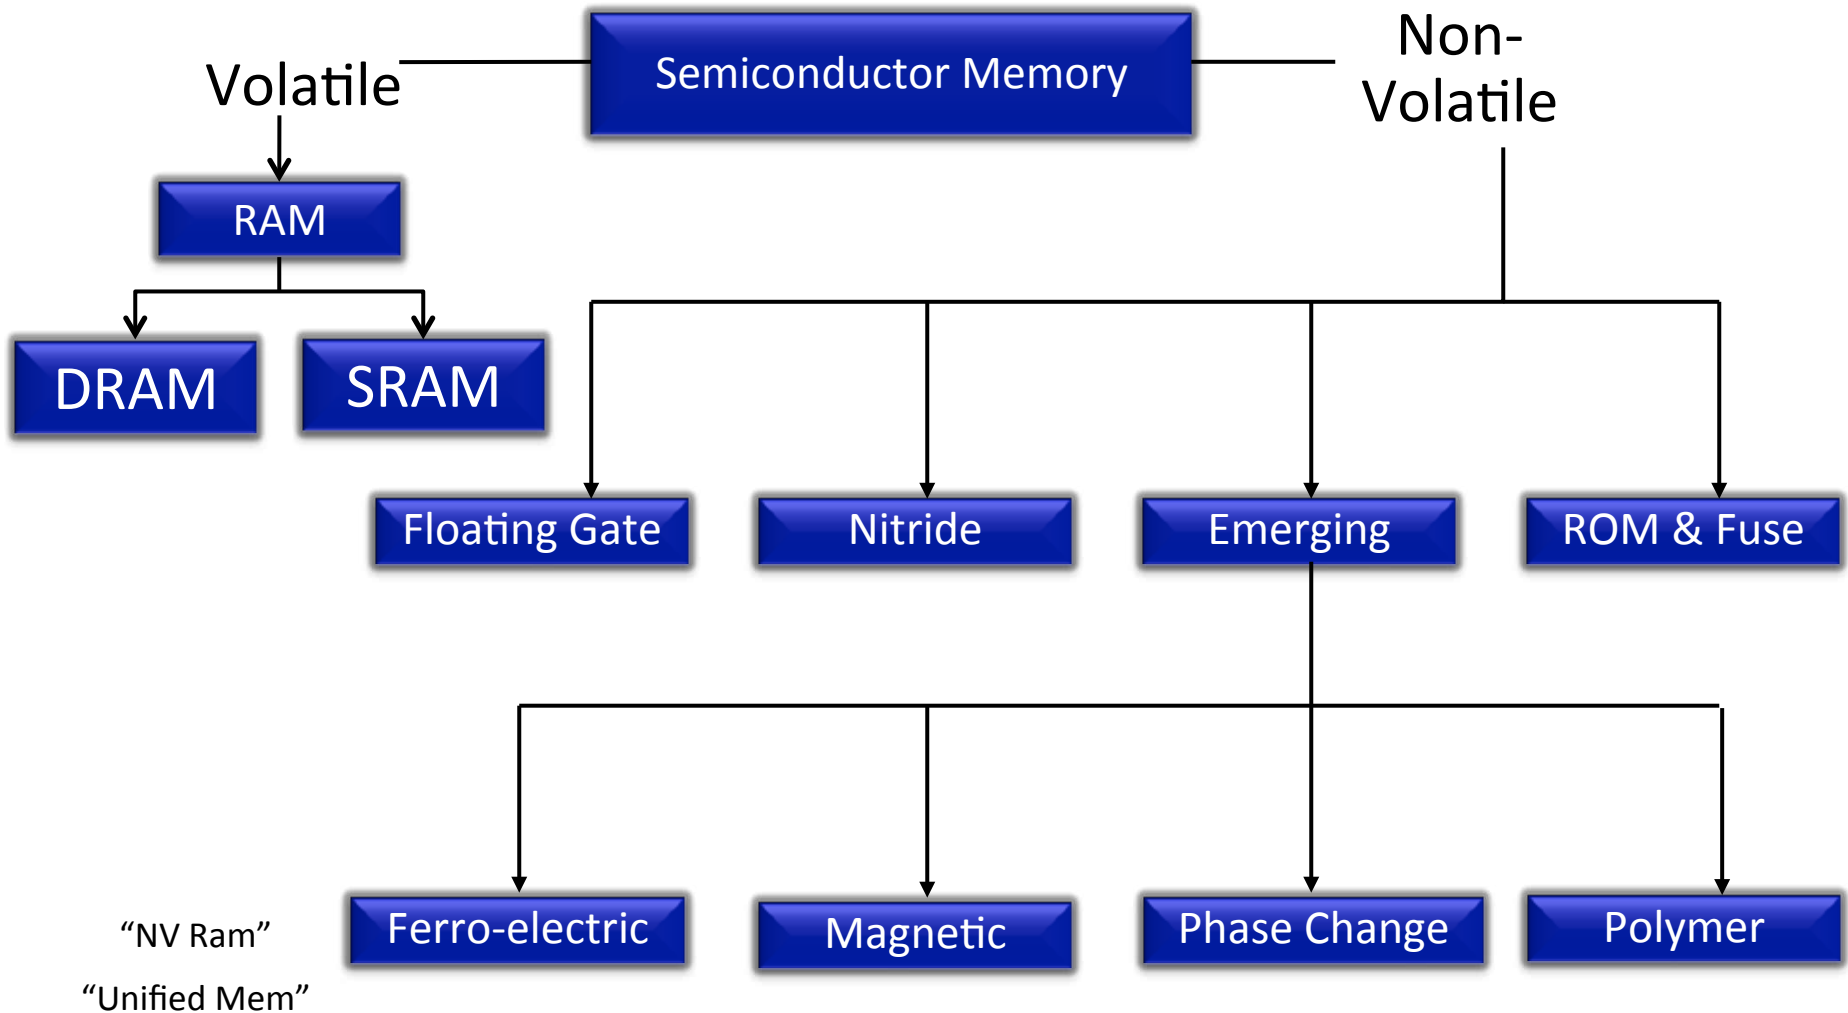 Semiconductor Memory
Volatile
Non-
Volatile
RAM
DRAM
SRAM
Floating Gate
Nitride
Emerging
ROM & Fuse
“NV Ram”
“Unified Mem”
Ferro-electric
Magnetic
Phase Change
Polymer